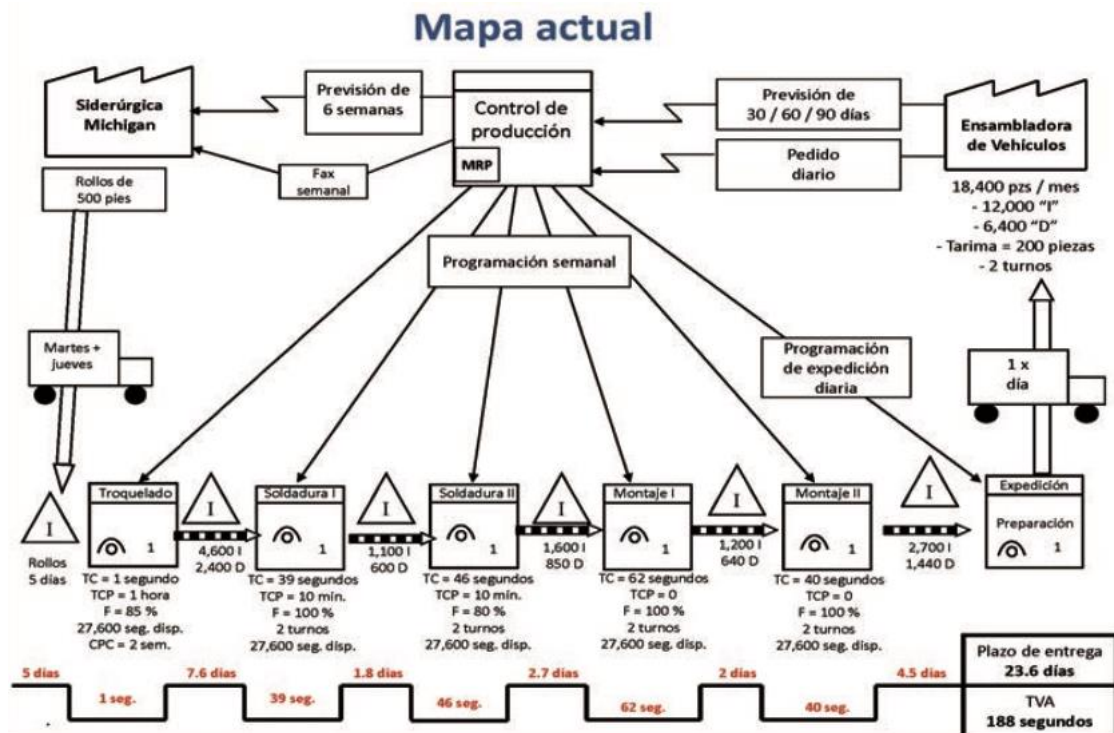 Mapa actual
Siderúrgica
Michigan
Previsión de
6 semanas
Control de
producción
MRP
Previsión de
30 / 60 / 90 días
Ensambladora
de Vehículos
Fax
semanal
Pedido
diario
Rollos de
500 pies
18,400 pzs / mes
- 12,000 “I”
- 6,400 “D”
- Tarima = 200 piezas
- 2 turnos
Programación semanal
Martes +
jueves
Programación
de expedición
diaria
1 x
día
I
Rollos
5 días
Troquelado
1
TC = 1 segundo
TCP = 1 hora
F = 85 %
27,600 seg. disp.
CPC = 2 sem.
I
4,600 I
2,400 D
Soldadura I
1
TC = 39 segundos
TCP = 10 min.
F = 100 %
2 turnos
27,600 seg. disp.
I
1,100 I
600 D
Soldadura II
1
TC = 46 segundos
TCP = 10 min.
F = 80 %
2 turnos
27,600 seg. disp.
I
1,600 I
850 D
Montaje I
1
TC = 62 segundos
TCP = 0
F = 100 %
2 turnos
27,600 seg. disp.
I
1,200 I
640 D
Montaje II
1
TC = 40 segundos
TCP = 0
F = 100 %
2 turnos
27,600 seg. disp.
I
2,700 I
1,440 D
Expedición
Preparación
1
5 días
1 seg.
7.6 días
39 seg.
1.8 días
46 seg.
2.7 días
62 seg.
2 días
40 seg.
4.5 días
Plazo de entrega
23.6 días
TVA
188 segundos